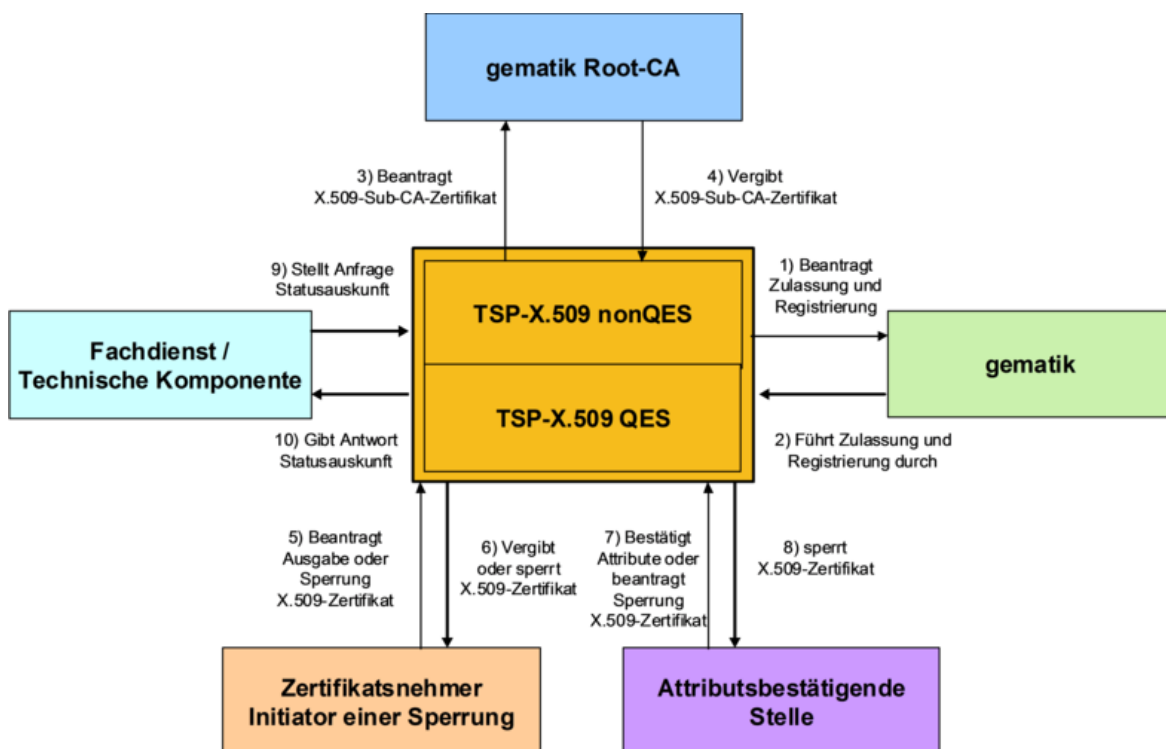 gematik Root-CA
3) Beantragt
X.509-Sub-CA-Zertifikat
4) Vergibt
X.509-Sub-CA-Zertifikat
9) Stellt Anfrage
Statusauskunft
TSP-X.509 nonQES
1) Beantragt
Zulassung und
Registrierung
Fachdienst /
Technische Komponente
gematik
TSP-X.509 QES
10) Gibt Antwort
Statusauskunft
2) Führt Zulassung und
Registrierung durch
5) Beantragt
Ausgabe oder
Sperrung
X.509-Zertifikat
6) Vergibt
oder sperrt
X.509-Zertifikat
7) Bestätigt
Attribute oder
beantragt
Sperrung
X.509-Zertifikat
8) sperrt
X.509-Zertifikat
Zertifikatsnehmer
Initiator einer Sperrung
Attributsbestätigende
Stelle